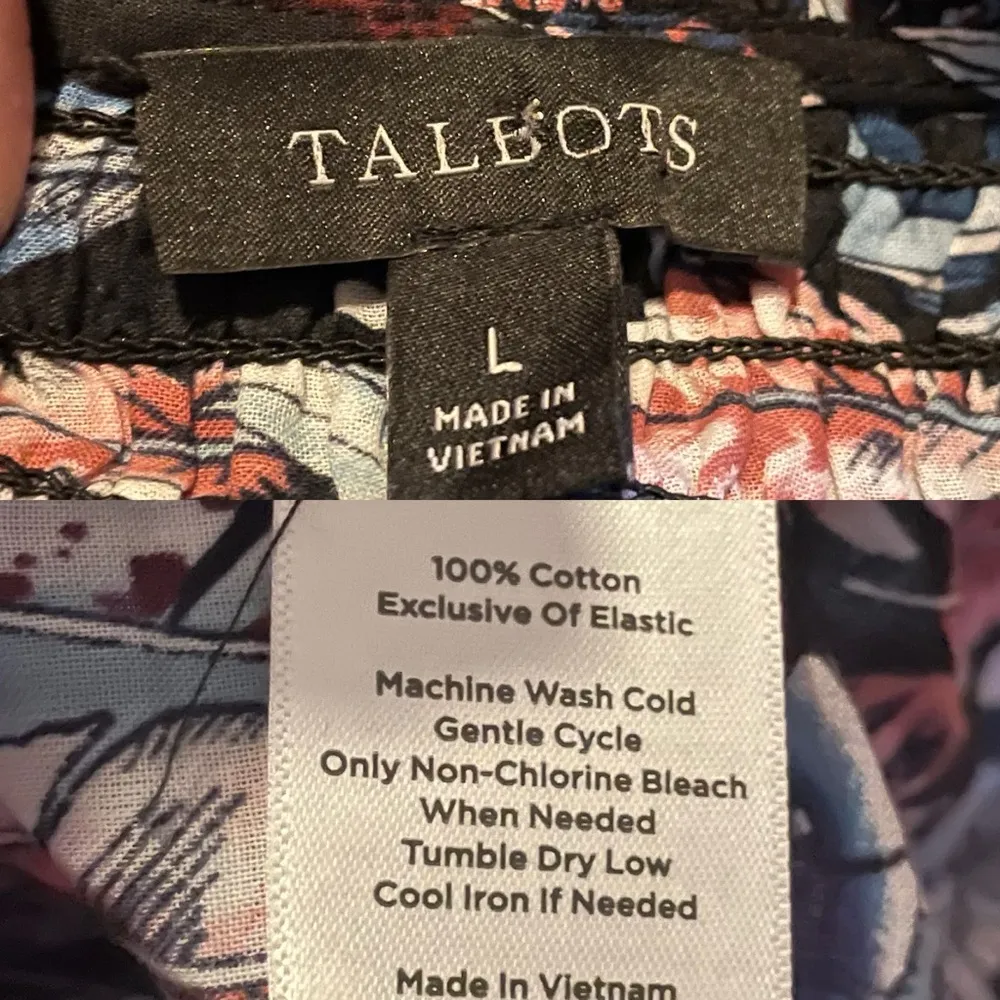 TALBOTS
L
MADE IN
VIETNAM
100% Cotton
Exclusive Of Elastic
Machine Wash Cold
Gentle Cycle
Only Non-Chlorine Bleach
When Needed
Tumble Dry Low
Cool Iron If Needed
Made In Vietnam